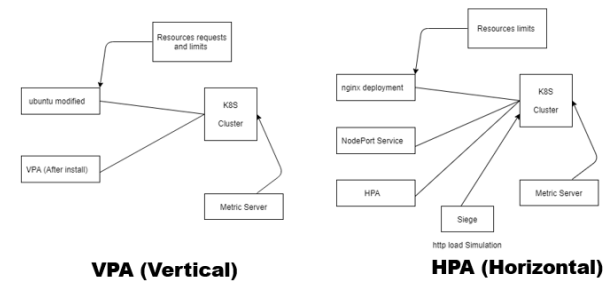 Resources requests
and limits
ubuntu modified
K8S
Cluster
VPA (After install)
Metric Server
VPA (Vertical)
Resources limits
nginx deployment
K8S
Cluster
NodePort Service
HPA
Metric Server
Siege
http load Simulation
HPA (Horizontal)